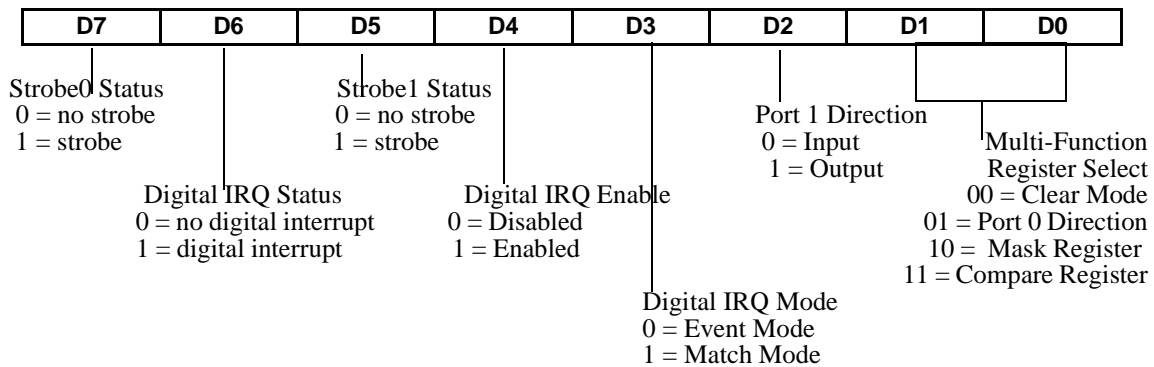 D7 D6 D5 D4 D3 D2 D1 D0
Strobe0 Status
0 = no strobe
1 = strobe
Strobe1 Status
0 = no strobe
1 = strobe
Port 1 Direction
0 = Input
1 = Output
Multi-Function
Register Select
00 = Clear Mode
01 = Port 0 Direction
10 = Mask Register
11 = Compare Register
Digital IRQ Status
0 = no digital interrupt
1 = digital interrupt
Digital IRQ Enable
0 = Disabled
1 = Enabled
Digital IRQ Mode
0 = Event Mode
1 = Match Mode